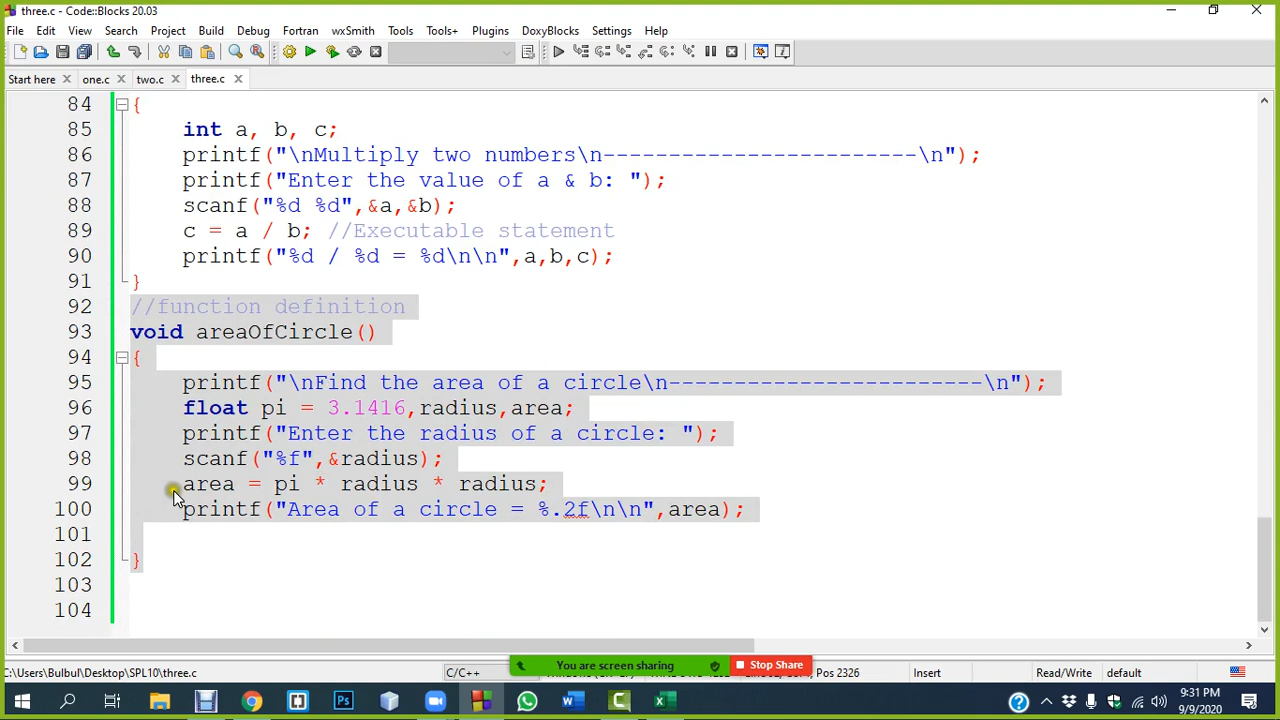 three.c - Code::Blocks 20.03
File Edit View Search Project Build Debug Fortran wxSmith Tools Tools+ Plugins DoxyBlocks Settings Help
Start here one.c two.c three.c
84 {
85 int a, b, c;
86 printf("\nMultiply two numbers\n------------------------\n");
87 printf("Enter the value of a & b: ");
88 scanf("%d %d",&a,&b);
89 c = a / b; //Executable statement
90 printf("%d / %d = %d\n\n",a,b,c);
91 }
92 //function definition
93 void areaOfCircle()
94 {
95 printf("\nFind the area of a circle\n------------------------\n");
96 float pi = 3.1416,radius,area;
97 printf("Enter the radius of a circle: ");
98 scanf("%f",&radius);
99 area = pi * radius * radius;
100 printf("Area of a circle = %.2f\n\n",area);
101
102 }
103
104
C:\Users\Bulbul\Desktop\SPL10\three.c C/C++ Pos 2326 Insert Read/Write default
You are screen sharing Stop Share
9:31 PM
9/9/2020